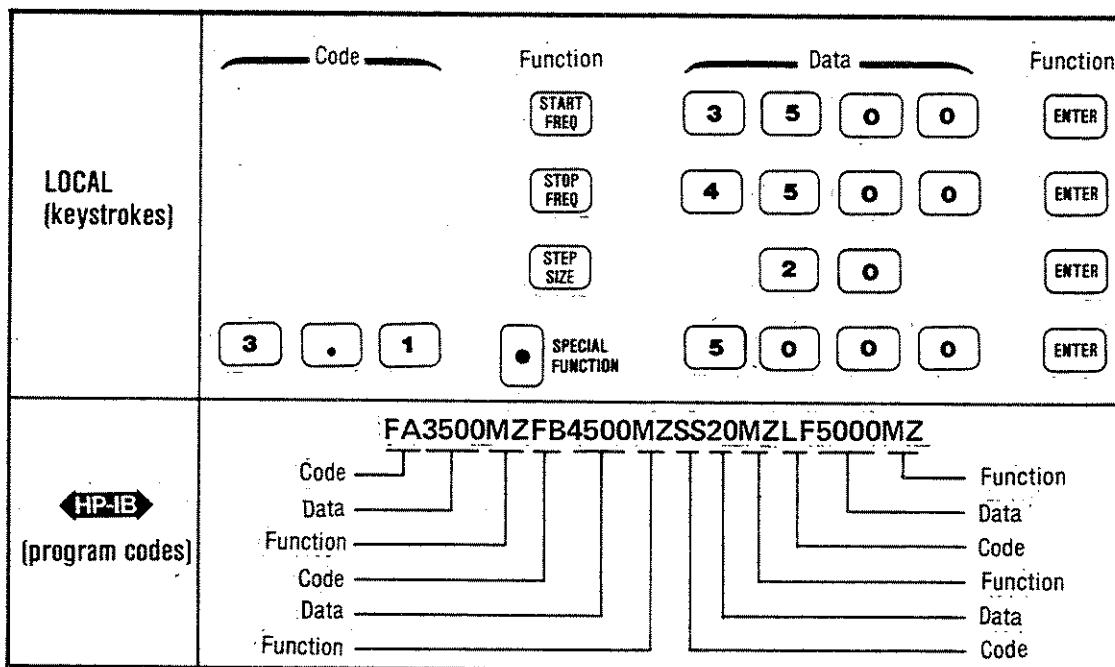 Code Function Data Function
START FREQ 3 5 0 0 ENTER
LOCAL (keystrokes)
STOP FREQ 4 5 0 0 ENTER
STEP SIZE 2 0 ENTER
3 . 1 SPECIAL FUNCTION 5 0 0 0 ENTER
FA3500MZFB4500MZSS20MZLF5000MZ
HP-IB
(program codes)
Code
Data
Function
Code
Data
Function
Function
Data
Code
Function
Data
Code